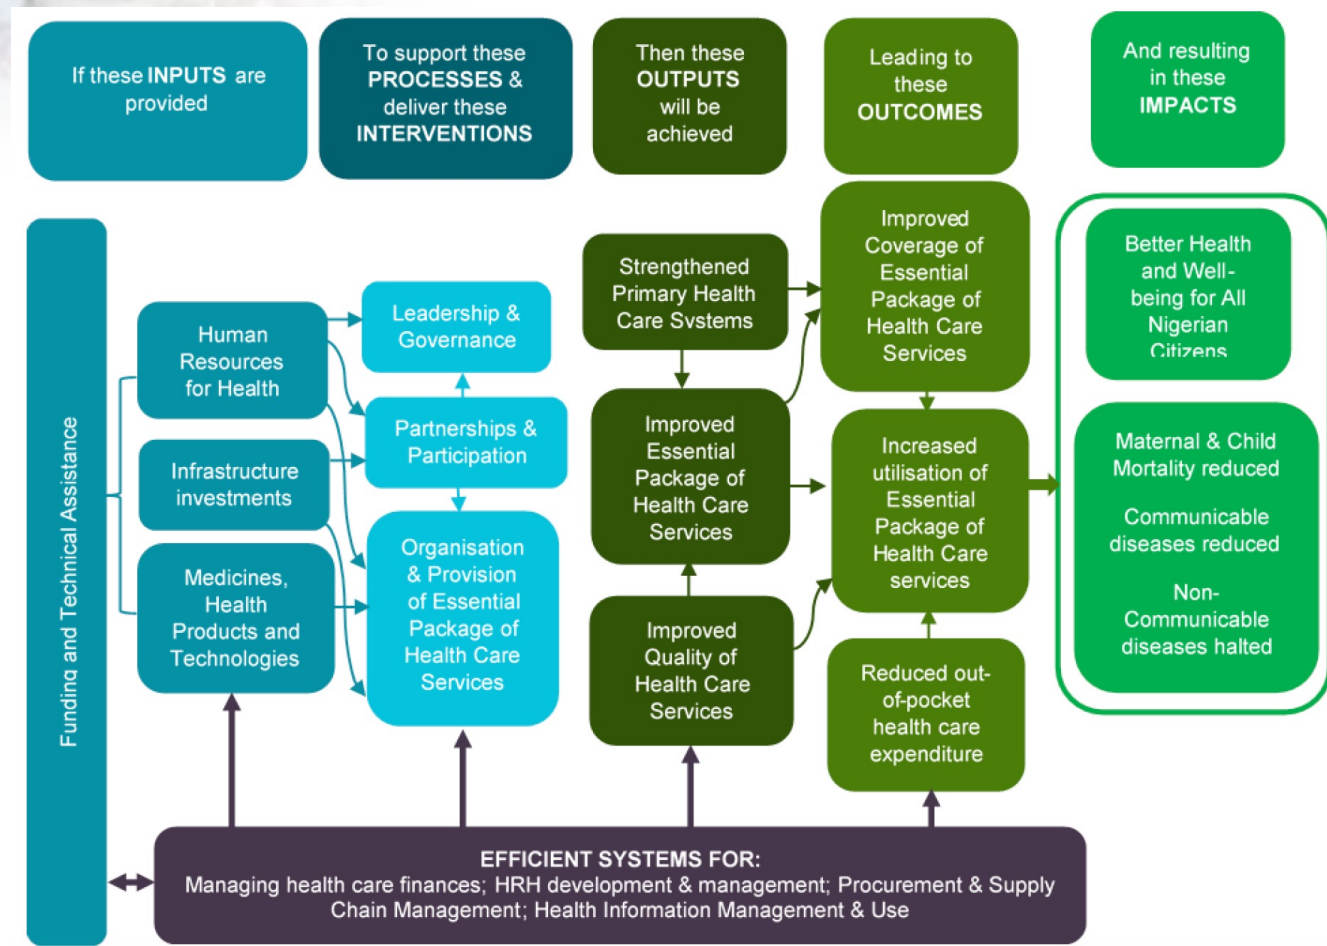 If these INPUTS are
provided
To support these
PROCESSES &
deliver these
INTERVENTIONS
Then these
OUTPUTS
will be
achieved
Leading to
these
OUTCOMES
And resulting
in these
IMPACTS
Funding and Technical Assistance
Human
Resources
for Health
Infrastructure
investments
Medicines,
Health
Products and
Technologies
Leadership &
Governance
Partnerships &
Participation
Organisation
& Provision
of Essential
Package of
Health Care
Services
Strengthened
Primary Health
Care Systems
Improved
Essential
Package of
Health Care
Services
Improved
Quality of
Health Care
Services
Improved
Coverage of
Essential
Package of
Health Care
Services
Increased
utilisation of
Essential
Package of
Health Care
services
Reduced out-
of-pocket
health care
expenditure
Better Health
and Well-
being for All
Nigerian
Citizens
Maternal & Child
Mortality reduced
Communicable
diseases reduced
Non-
Communicable
diseases halted
EFFICIENT SYSTEMS FOR:
Managing health care finances; HRH development & management; Procurement & Supply
Chain Management; Health Information Management & Use